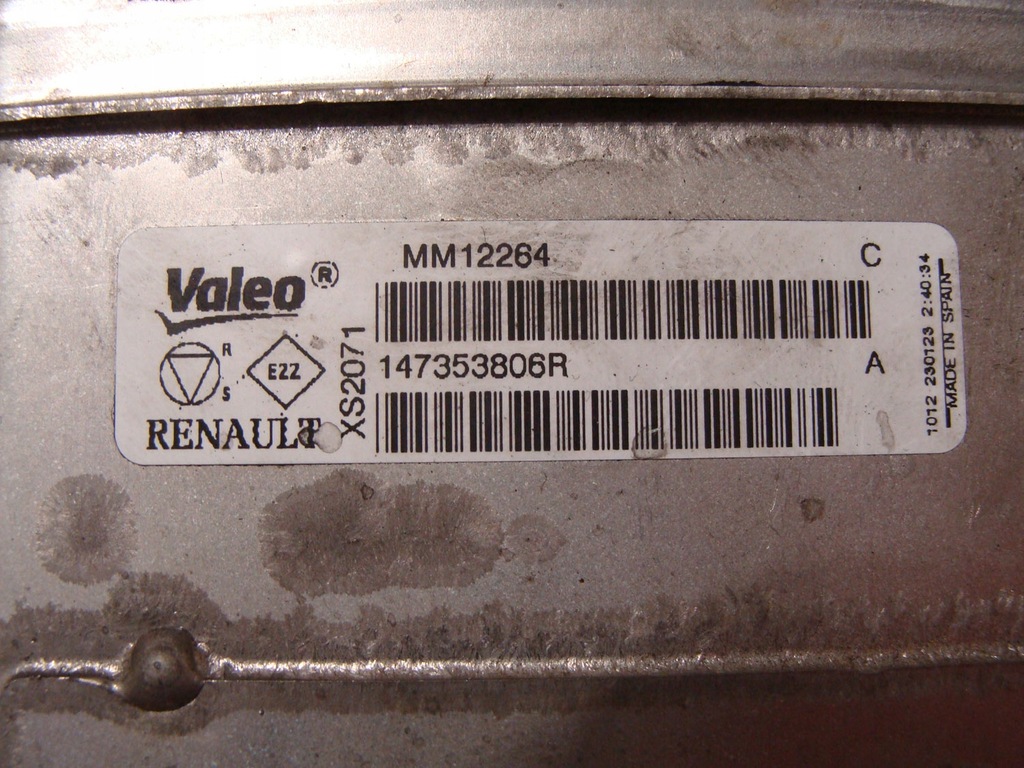 Valeo ®
MM12264 C
R
S
E22
RENAULT
XS2071
147353806R A
1012 230123 2:40:34
MADE IN SPAIN